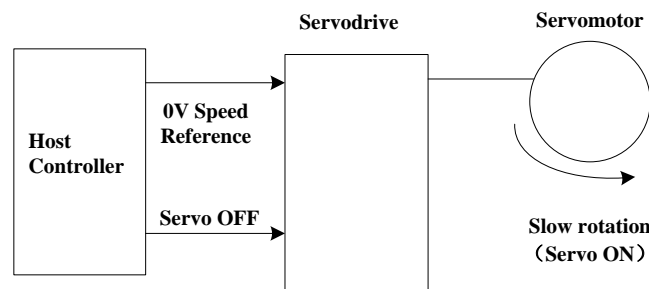 Servodrive
Servomotor
0V Speed
Reference
Host
Controller
Servo OFF
Slow rotation
（Servo ON）